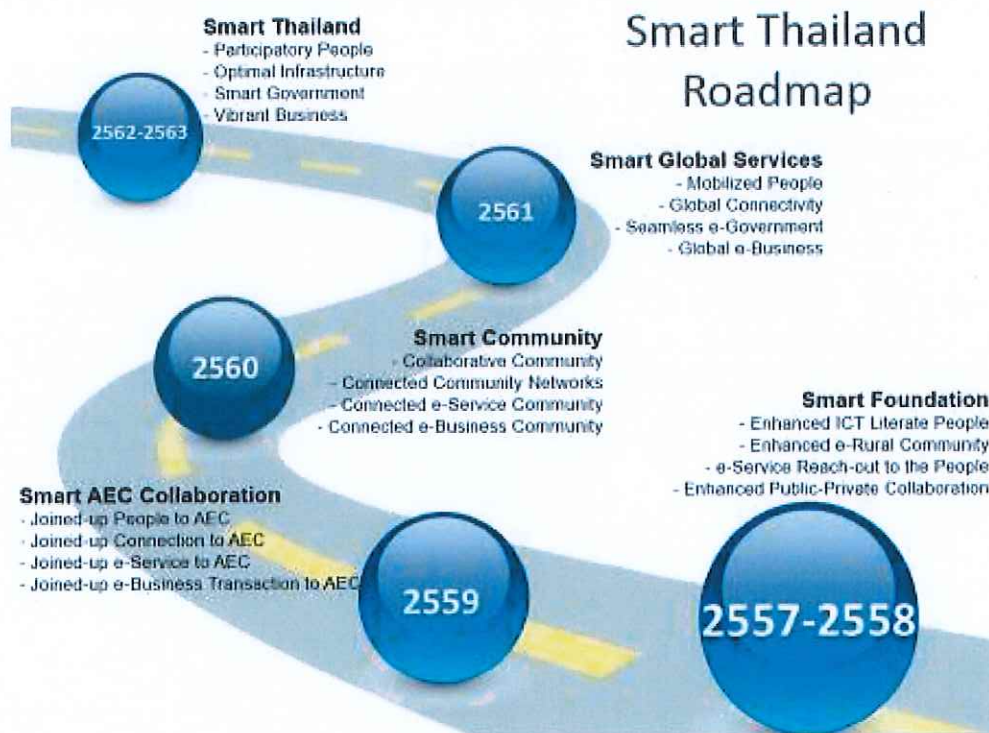 Smart Thailand
Roadmap
Smart Thailand
- Participatory People
- Optimal Infrastructure
- Smart Government
- Vibrant Business
2562-2563
Smart Global Services
- Mobilized People
- Global Connectivity
- Seamless e-Government
- Global e-Business
2561
Smart Community
- Collaborative Community
- Connected Community Networks
- Connected e-Service Community
- Connected e-Business Community
2560
Smart AEC Collaboration
- Joined-up People to AEC
- Joined-up Connection to AEC
- Joined-up e-Service to AEC
- Joined-up e-Business Transaction to AEC
2559
Smart Foundation
- Enhanced ICT Literate People
- Enhanced e-Rural Community
- e-Service Reach-out to the People
- Enhanced Public-Private Collaboration
2557-2558